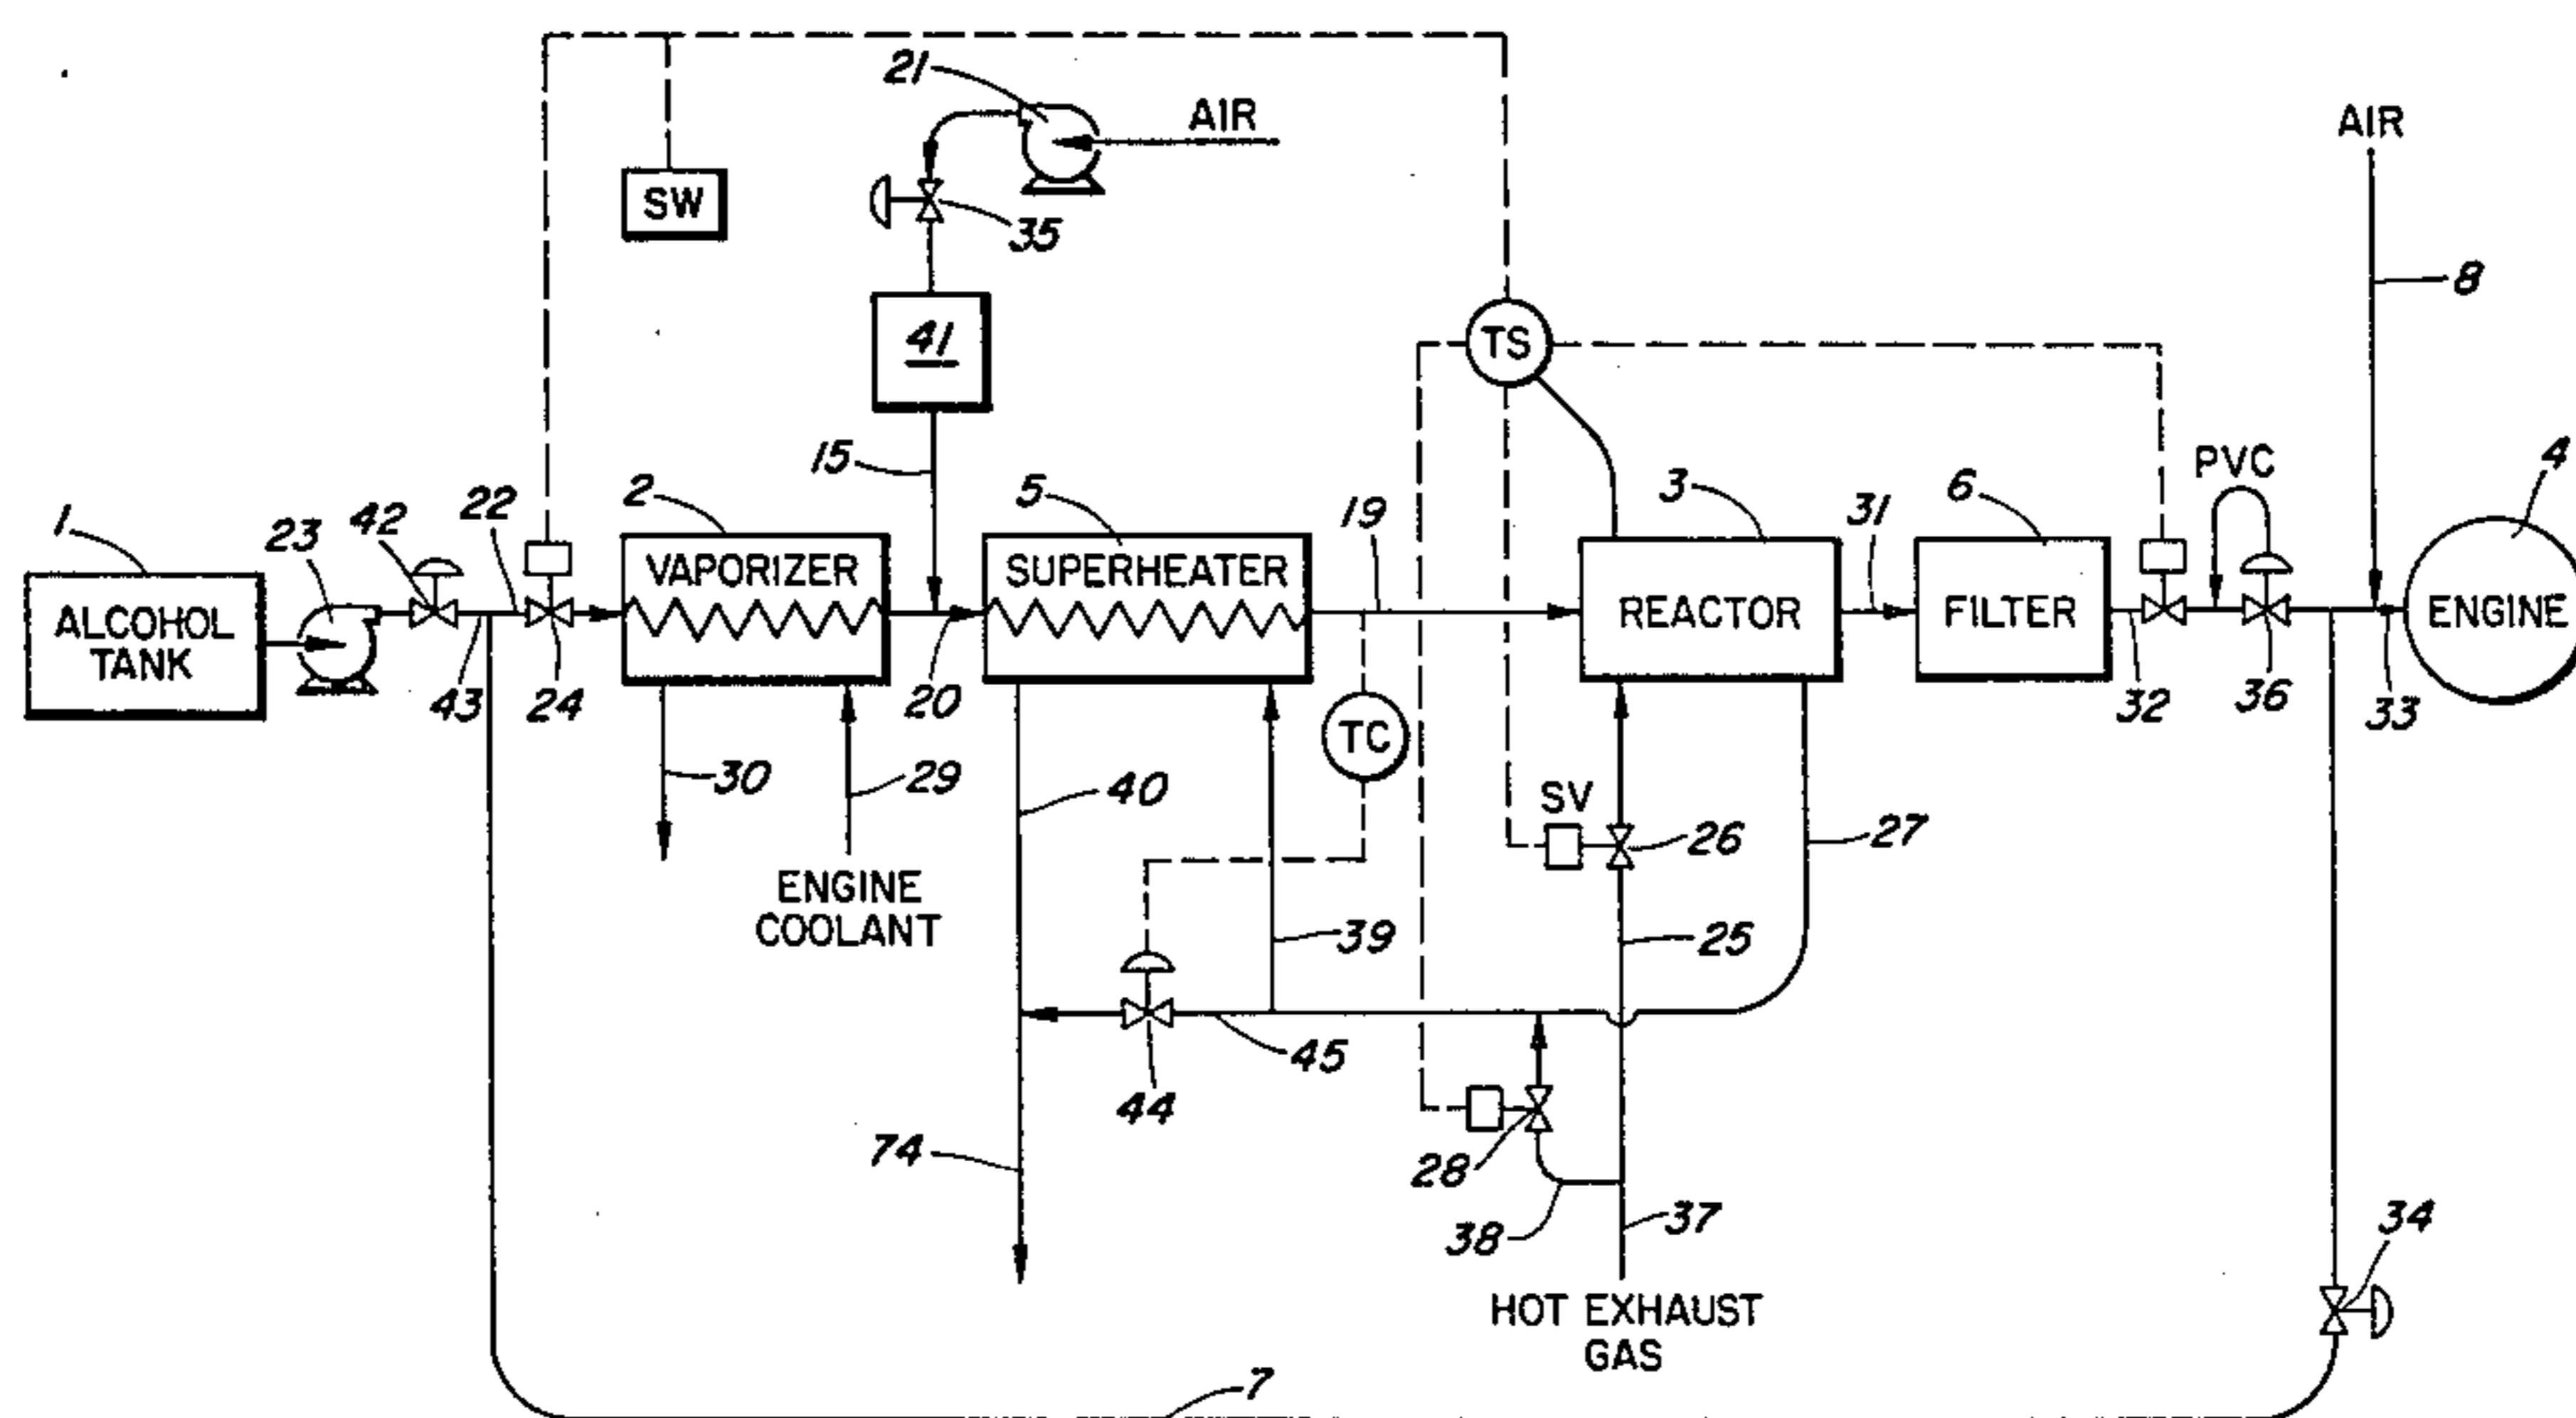 21
AIR
AIR
SW
35
8
41
TS
15
PVC
1
23
42
22
2
5
19
3
31
6
4
ALCOHOL
TANK
VAPORIZER
SUPERHEATER
REACTOR
FILTER
ENGINE
43
24
20
TC
32
36
33
30
29
40
SV
26
27
ENGINE
COOLANT
39
25
45
44
74
28
38
37
34
HOT EXHAUST
GAS
7